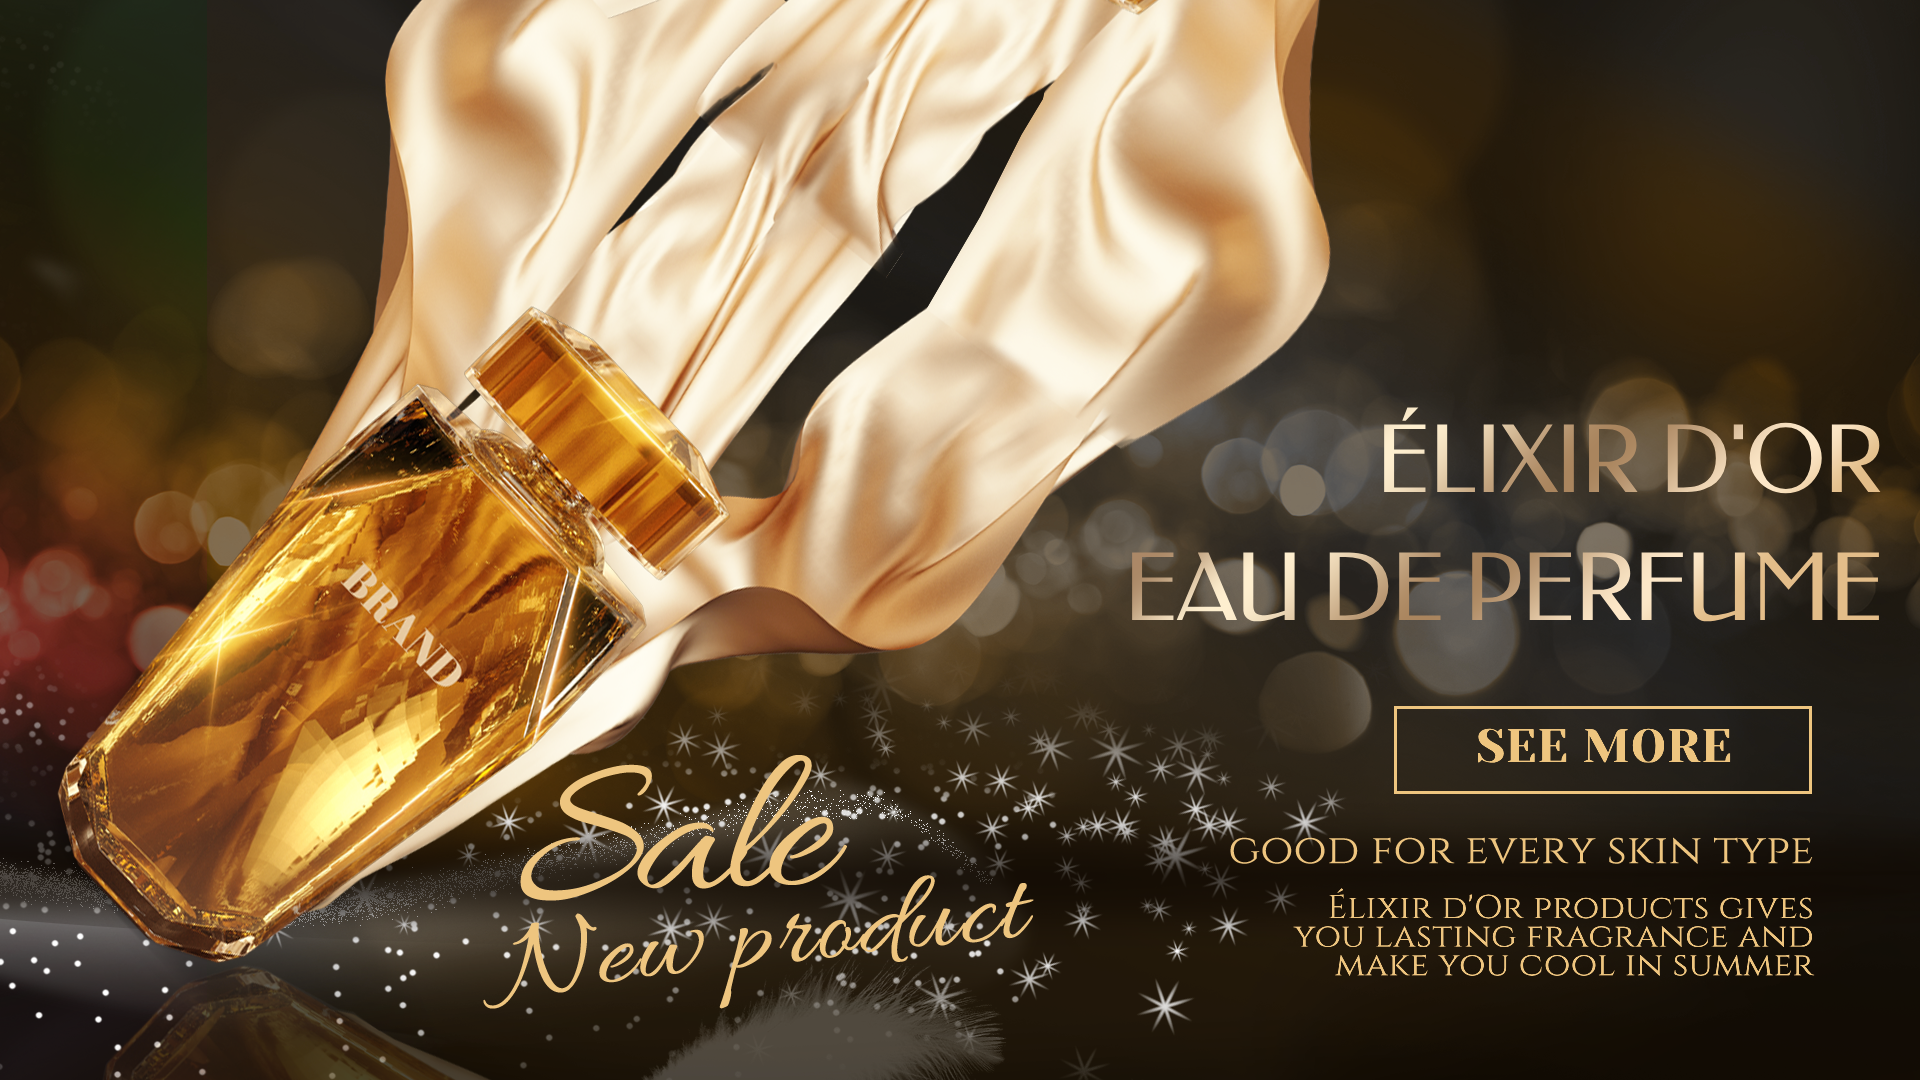 BRAND
ÉLIXIR D'OR
EAU DE PERFUME
SEE MORE
Sale
New product
GOOD FOR EVERY SKIN TYPE
ÉLIXIR D'OR PRODUCTS GIVES
YOU LASTING FRAGRANCE AND
MAKE YOU COOL IN SUMMER